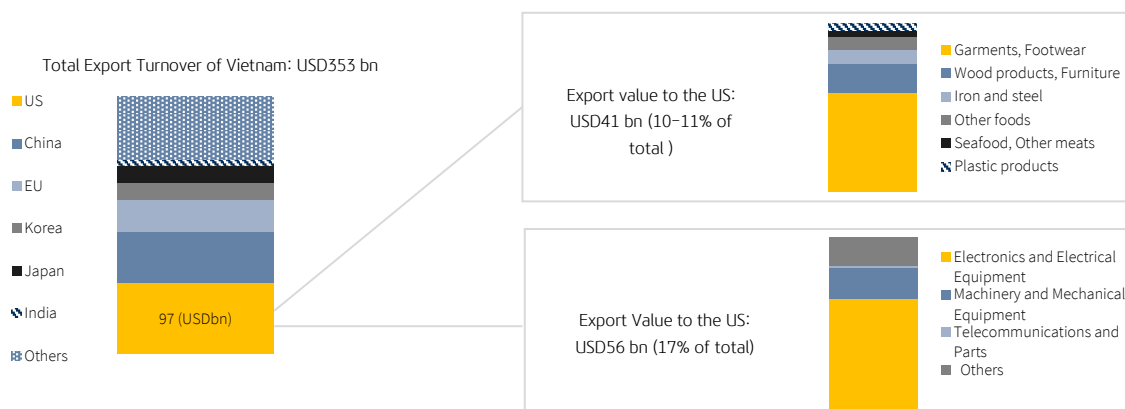 Total Export Turnover of Vietnam: USD353 bn
US
China
EU
Korea
Japan
India
Others
97 (USDbn)
Export value to the US:
USD41 bn (10-11% of
total )
Garments, Footwear
Wood products, Furniture
Iron and steel
Other foods
Seafood, Other meats
Plastic products
Export Value to the US:
USD56 bn (17% of total)
Electronics and Electrical
Equipment
Machinery and Mechanical
Equipment
Telecommunications and
Parts
Others